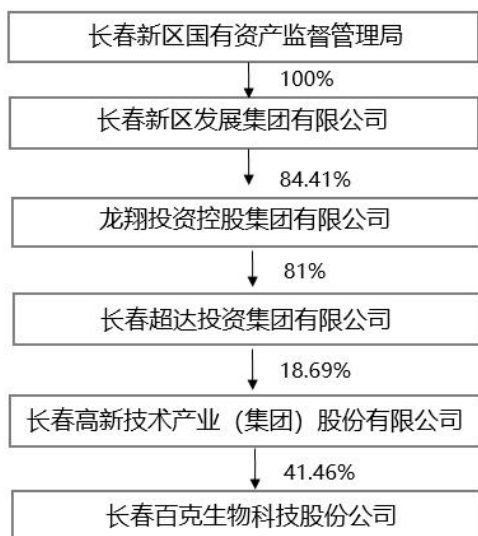 长春新区国有资产监督管理局
100%
长春新区发展集团有限公司
84.41%
龙翔投资控股集团有限公司
81%
长春超达投资集团有限公司
18.69%
长春高新技术产业（集团）股份有限公司
41.46%
长春百克生物科技股份公司